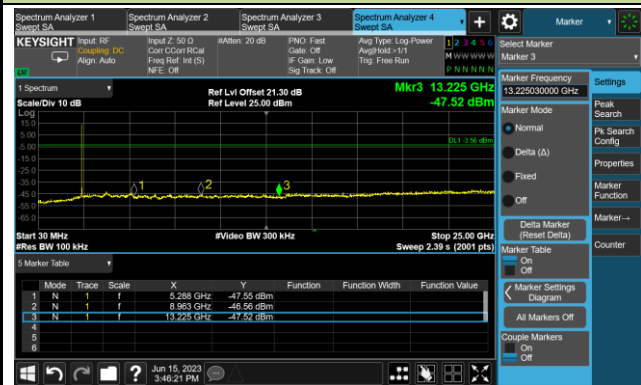 Spectrum Analyzer 1
Swept SA
Spectrum Analyzer 2
Swept SA
Spectrum Analyzer 3
Swept SA
Spectrum Analyzer 4
Swept SA
Marker
KEYSIGHT
Input: RF
Coupling: DC
Align: Auto
Input Z: 50 Ω
Corr CCorr RCal
Freq Ref: Int (S)
NFE: Off
#Atten: 20 dB
PNO: Fast
Gate: Off
IF Gain: Low
Sig Track: Off
Avg Type: Log-Power
Avg|Hold:>1/1
Trig: Free Run
1 2 3 4 5 6
M W W W W W
P N N N N N
LXI
1 Spectrum
Scale/Div 10 dB
Log
Ref Lvl Offset 21.30 dB
Ref Level 25.00 dBm
Mkr3 13.225 GHz
-47.52 dBm
15.0
5.00
-5.00
-15.0
-25.0
-35.0
-45.0
-55.0
-65.0
DL1 -3.56 dBm
1
2
3
Start 30 MHz
#Res BW 100 kHz
#Video BW 300 kHz
Stop 25.00 GHz
Sweep 2.39 s (2001 pts)
5 Marker Table
Mode Trace Scale X Y Function Function Width Function Value
1 N 1 f 5.288 GHz -47.55 dBm
2 N 1 f 8.963 GHz -46.56 dBm
3 N 1 f 13.225 GHz -47.52 dBm
4
5
6
Jun 15, 2023
3:46:21 PM
Select Marker
Marker 3
Marker Frequency
13.225030000 GHz
Marker Mode
Normal
Delta (Δ)
Fixed
Off
Delta Marker
(Reset Delta)
Marker Table
On
Off
Marker Settings
Diagram
All Markers Off
Couple Markers
On
Off
Settings
Peak
Search
Pk Search
Config
Properties
Marker
Function
Marker→
Counter